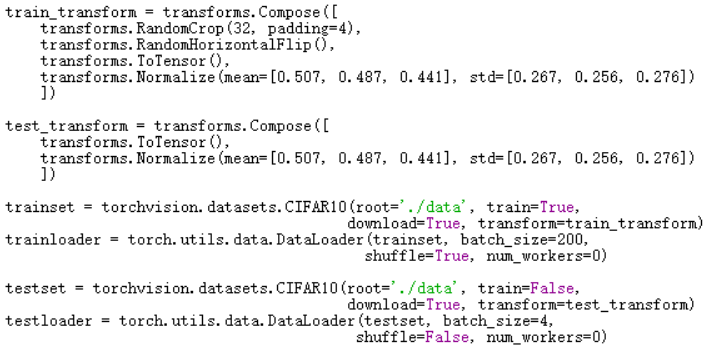 train_transform = transforms.Compose([
    transforms.RandomCrop(32, padding=4),
    transforms.RandomHorizontalFlip(),
    transforms.ToTensor(),
    transforms.Normalize(mean=[0.507, 0.487, 0.441], std=[0.267, 0.256, 0.276])
    ])
test_transform = transforms.Compose([
    transforms.ToTensor(),
    transforms.Normalize(mean=[0.507, 0.487, 0.441], std=[0.267, 0.256, 0.276])
    ])
trainset = torchvision.datasets.CIFAR10(root='./data', train=True,
                                        download=True, transform=train_transform)
trainloader = torch.utils.data.DataLoader(trainset, batch_size=200,
                                          shuffle=True, num_workers=0)
testset = torchvision.datasets.CIFAR10(root='./data', train=False,
                                        download=True, transform=test_transform)
testloader = torch.utils.data.DataLoader(testset, batch_size=4,
                                         shuffle=False, num_workers=0)